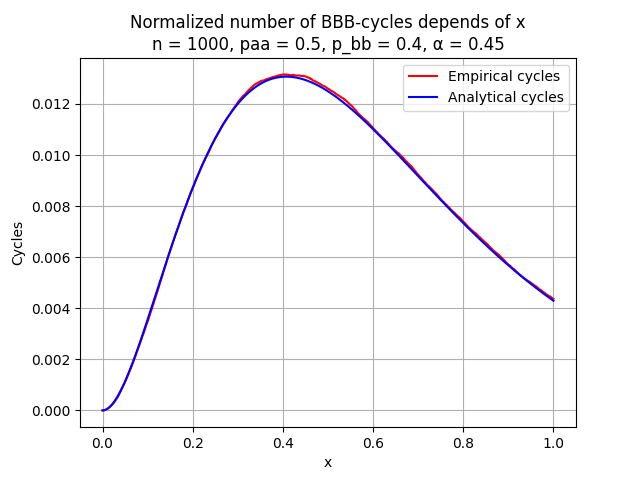 Normalized number of BBB-cycles depends of x
n = 1000, paa = 0.5, p_bb = 0.4, α = 0.45
Empirical cycles
Analytical cycles
0.012
0.010
0.008
0.006
0.004
0.002
0.000
Cycles
0.0 0.2 0.4 0.6 0.8 1.0
x